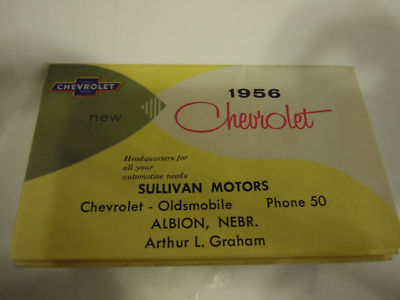 CHEVROLET
1956
new
Chevrolet
Headquarters for
all your
automotive needs
SULLIVAN MOTORS
Chevrolet - Oldsmobile Phone 50
ALBION, NEBR.
Arthur L. Graham